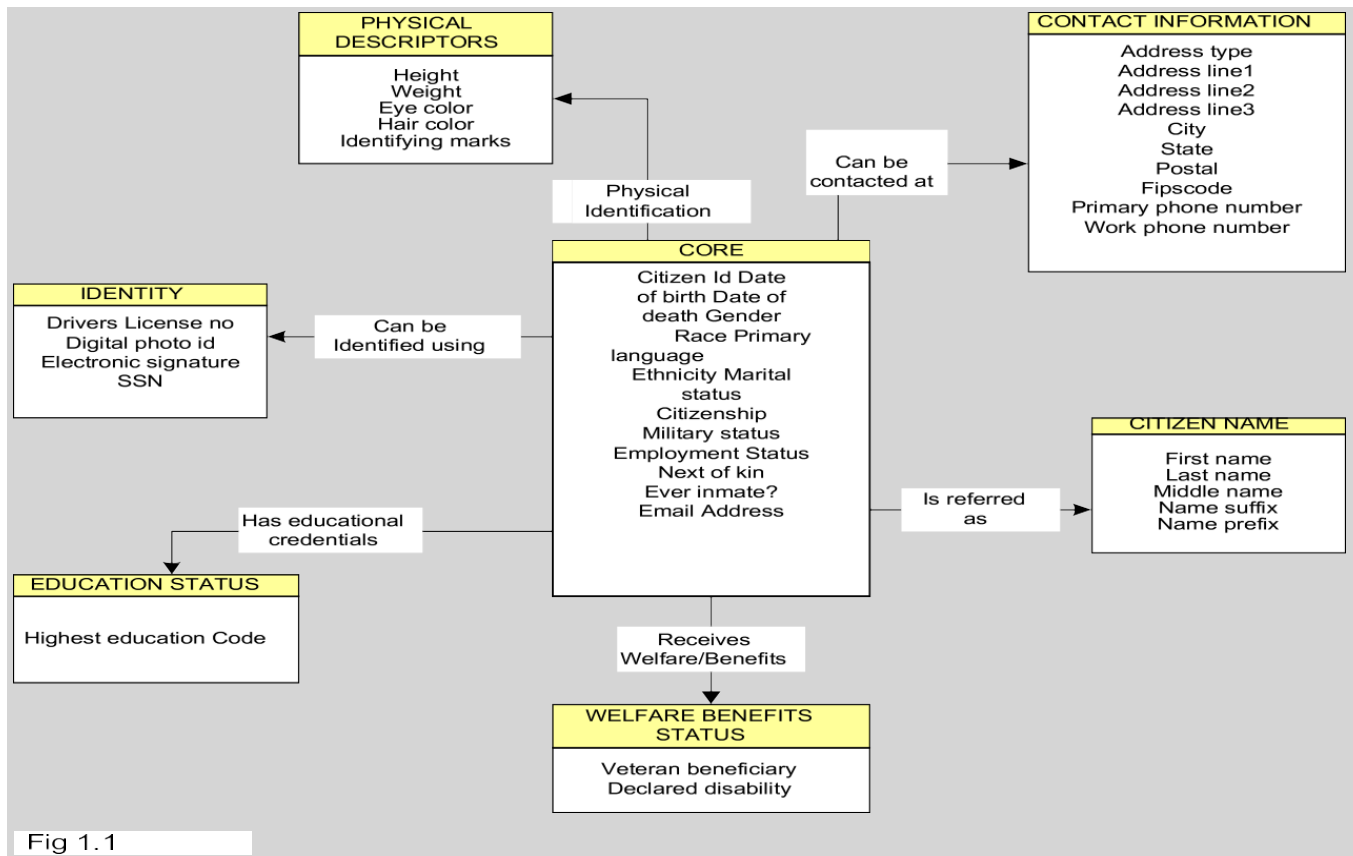 PHYSICAL
DESCRIPTORS
Height
Weight
Eye color
Hair color
Identifying marks
CONTACT INFORMATION
Address type
Address line1
Address line2
Address line3
City
State
Postal
Fipscode
Primary phone number
Work phone number
Can be
contacted at
Physical
Identification
CORE
Citizen Id Date
of birth Date of
death Gender
Race Primary
language
Ethnicity Marital
status
Citizenship
Military status
Employment Status
Next of kin
Ever inmate?
Email Address
IDENTITY
Drivers License no
Digital photo id
Electronic signature
SSN
Can be
Identified using
CITIZEN NAME
First name
Last name
Middle name
Name suffix
Name prefix
Is referred
as
Has educational
credentials
EDUCATION STATUS
Highest education Code
Receives
Welfare/Benefits
WELFARE BENEFITS
STATUS
Veteran beneficiary
Declared disability
Fig 1.1